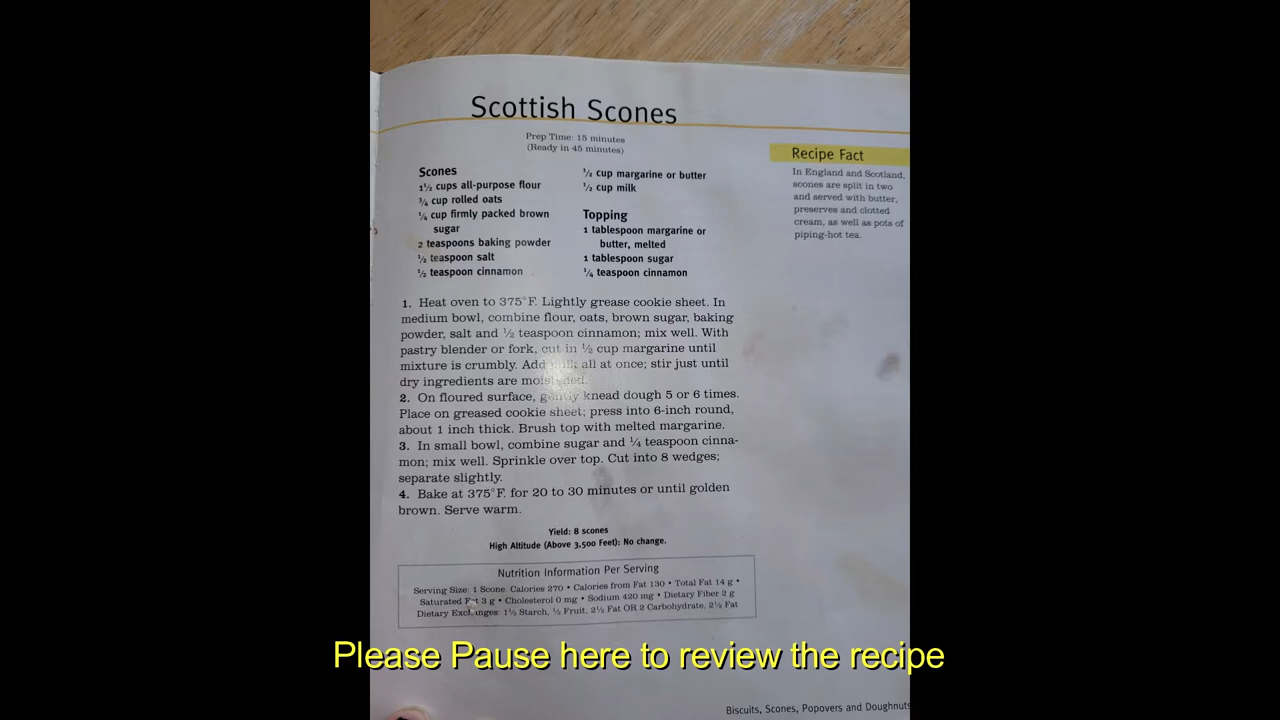 Scottish Scones
Prep Time: 15 minutes
(Ready in 45 minutes)
Scones
1½ cups all-purpose flour
¾ cup rolled oats
¼ cup firmly packed brown
sugar
2 teaspoons baking powder
½ teaspoon salt
½ teaspoon cinnamon
½ cup margarine or butter
½ cup milk
Topping
1 tablespoon margarine or
butter, melted
1 tablespoon sugar
¼ teaspoon cinnamon
Recipe Fact
In England and Scotland,
scones are split in two
and served with butter,
preserves and clotted
cream, as well as pots of
piping-hot tea.
1. Heat oven to 375°F. Lightly grease cookie sheet. In
medium bowl, combine flour, oats, brown sugar, baking
powder, salt and ½ teaspoon cinnamon; mix well. With
pastry blender or fork, cut in ½ cup margarine until
mixture is crumbly. Add milk all at once; stir just until
dry ingredients are moistened.
2. On floured surface, gently knead dough 5 or 6 times.
Place on greased cookie sheet; press into 6-inch round,
about 1 inch thick. Brush top with melted margarine.
3. In small bowl, combine sugar and ¼ teaspoon cinna-
mon; mix well. Sprinkle over top. Cut into 8 wedges;
separate slightly.
4. Bake at 375°F. for 20 to 30 minutes or until golden
brown. Serve warm.
Yield: 8 scones
High Altitude (Above 3,500 Feet): No change.
Nutrition Information Per Serving
Serving Size: 1 Scone. Calories 270 • Calories from Fat 130 • Total Fat 14 g •
Saturated Fat 3 g • Cholesterol 0 mg • Sodium 420 mg • Dietary Fiber 2 g
Dietary Exchanges: 1½ Starch, ½ Fruit, 2½ Fat OR 2 Carbohydrate, 2½ Fat
Please Pause here to review the recipe
Biscuits, Scones, Popovers and Doughnuts